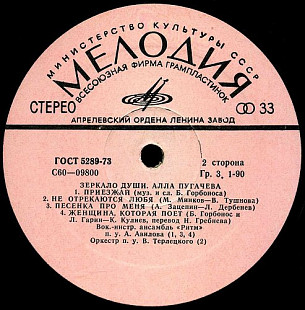 МИНИСТЕРСТВО КУЛЬТУРЫ СССР
МЕЛОДИЯ
ВСЕСОЮЗНАЯ ФИРМА ГРАМПЛАСТИНОК
СТЕРЕО
33
АПРЕЛЕВСКИЙ ОРДЕНА ЛЕНИНА ЗАВОД
ГОСТ 5289-73
2 сторона
С60—09800
Гр. 3, 1-90
ЗЕРКАЛО ДУШИ. АЛЛА ПУГАЧЕВА
1. ПРИЕЗЖАЙ (муз. и сл. Б. Горбоноса)
2. НЕ ОТРЕКАЮТСЯ ЛЮБЯ (М. Минков—В. Тушнова)
3. ПЕСЕНКА ПРО МЕНЯ (А. Зацепин—Л. Дербенев)
4. ЖЕНЩИНА, КОТОРАЯ ПОЕТ (Б. Горбонос и
Л. Гарин—К. Кулиев, перевод Н. Гребнева)
Вок.-инстр. ансамбль «Ритм»
п. у А. Авилова (1, 3, 4)
Оркестр п. у В. Терлецкого (2)